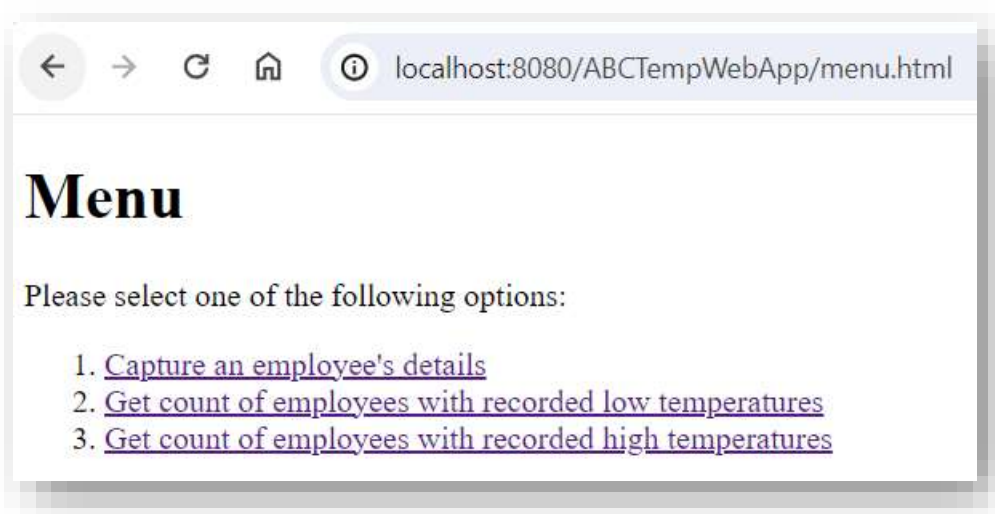 localhost:8080/ABCTempWebApp/menu.html
Menu
Please select one of the following options:
1. Capture an employee's details
2. Get count of employees with recorded low temperatures
3. Get count of employees with recorded high temperatures